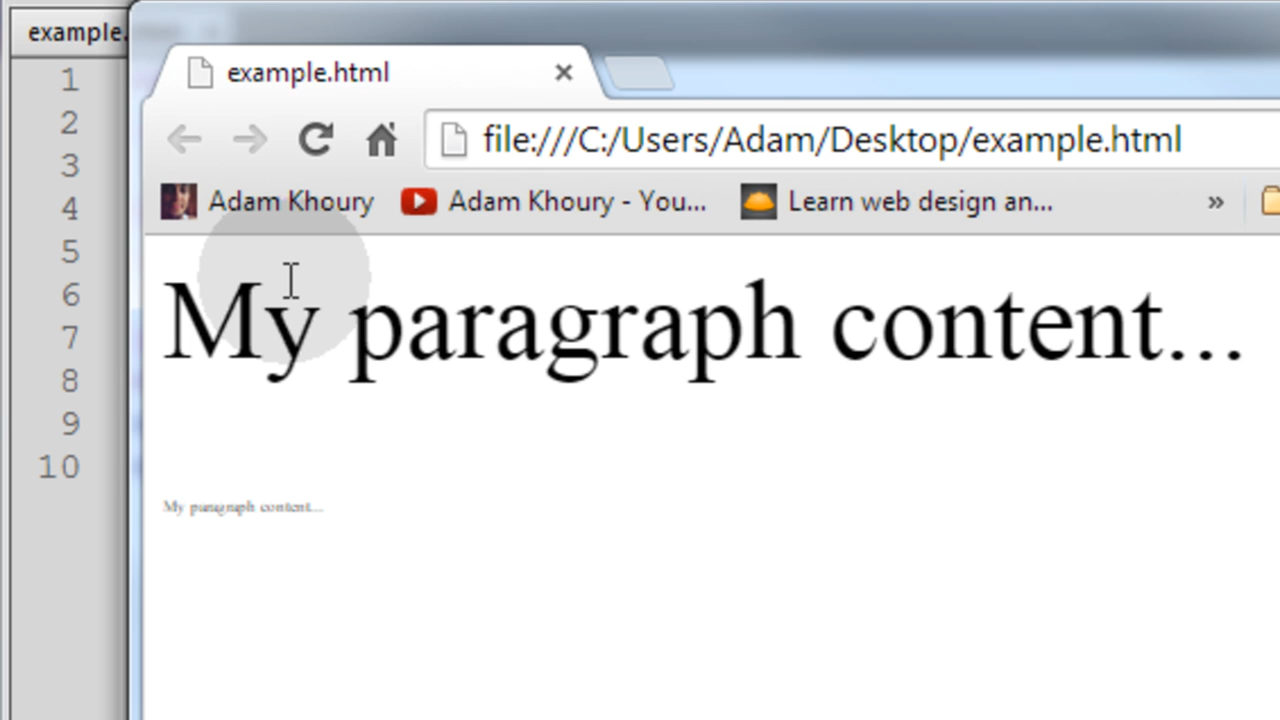 example.
example.html
file:///C:/Users/Adam/Desktop/example.html
Adam Khoury
Adam Khoury - You...
Learn web design an...
»
1
2
3
4
5
6
7
8
9
10
My paragraph content...
My paragraph content...